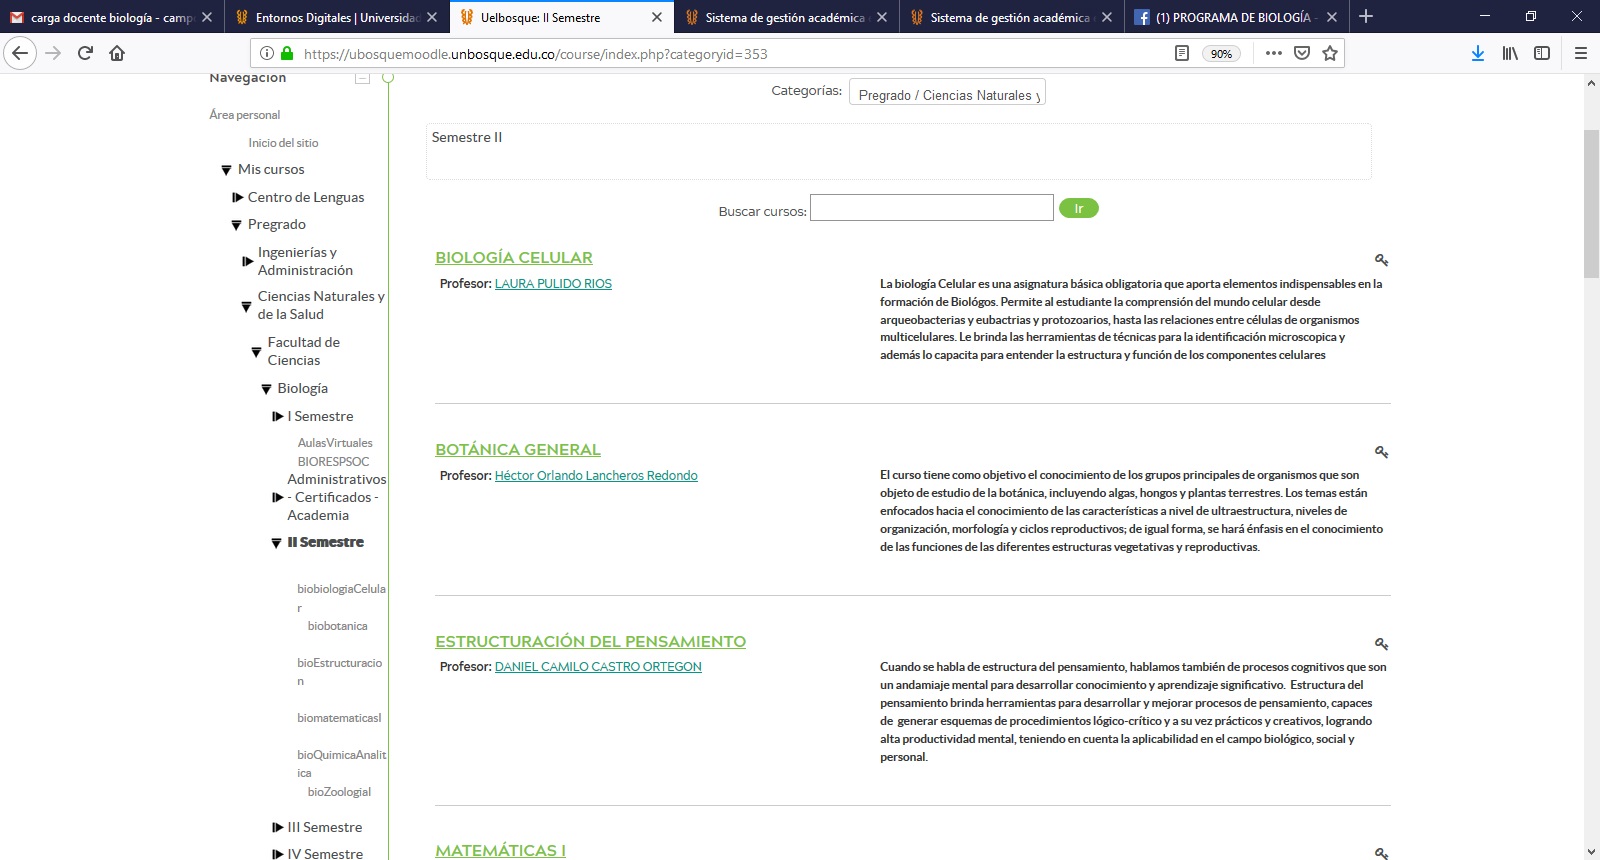 carga docente biología - camp
Entornos Digitales | Universidad
Uelbosque: II Semestre
Sistema de gestión académica
Sistema de gestión académica
(1) PROGRAMA DE BIOLOGÍA -
https://ubosquemoodle.unbosque.edu.co/course/index.php?categoryid=353
90%
Navegación
Área personal
Inicio del sitio
Mis cursos
Centro de Lenguas
Pregrado
Ingenierías y
Administración
Ciencias Naturales y
de la Salud
Facultad de
Ciencias
Biología
I Semestre
AulasVirtuales
BIORESPSOC
Administrativos
- Certificados -
Academia
II Semestre
biobiologiaCelula
r
biobotanica
bioEstructuracio
n
biomatematicasI
bioQuimicaAnalit
ica
bioZoologiaI
III Semestre
IV Semestre
Categorías: Pregrado / Ciencias Naturales y
Semestre II
Buscar cursos: Ir
BIOLOGÍA CELULAR
Profesor: LAURA PULIDO RIOS
La biología Celular es una asignatura básica obligatoria que aporta elementos indispensables en la
formación de Biológos. Permite al estudiante la comprensión del mundo celular desde
arqueobacterias y eubactrias y protozoarios, hasta las relaciones entre células de organismos
multicelulares. Le brinda las herramientas de técnicas para la identificación microscopica y
además lo capacita para entender la estructura y función de los componentes celulares
BOTÁNICA GENERAL
Profesor: Héctor Orlando Lancheros Redondo
El curso tiene como objetivo el conocimiento de los grupos principales de organismos que son
objeto de estudio de la botánica, incluyendo algas, hongos y plantas terrestres. Los temas están
enfocados hacia el conocimiento de las características a nivel de ultraestructura, niveles de
organización, morfología y ciclos reproductivos; de igual forma, se hará énfasis en el conocimiento
de las funciones de las diferentes estructuras vegetativas y reproductivas.
ESTRUCTURACIÓN DEL PENSAMIENTO
Profesor: DANIEL CAMILO CASTRO ORTEGON
Cuando se habla de estructura del pensamiento, hablamos también de procesos cognitivos que son
un andamiaje mental para desarrollar conocimiento y aprendizaje significativo. Estructura del
pensamiento brinda herramientas para desarrollar y mejorar procesos de pensamiento, capaces
de generar esquemas de procedimientos lógico-crítico y a su vez prácticos y creativos, logrando
alta productividad mental, teniendo en cuenta la aplicabilidad en el campo biológico, social y
personal.
MATEMÁTICAS I